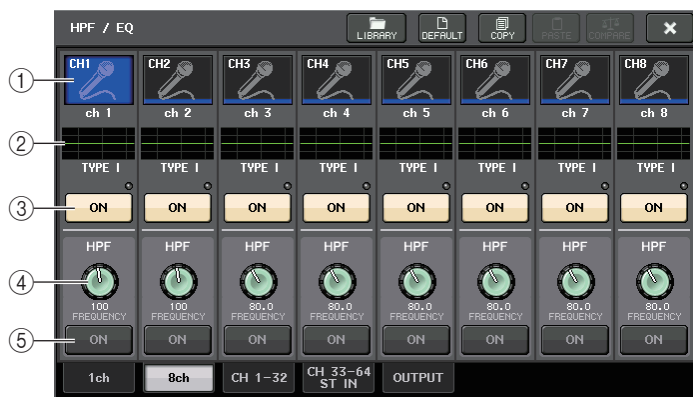 HPF / EQ
LIBRARY DEFAULT COPY PASTE COMPARE
CH1 CH2 CH3 CH4 CH5 CH6 CH7 CH8
①
ch 1 ch 2 ch 3 ch 4 ch 5 ch 6 ch 7 ch 8
②
TYPE I TYPE I TYPE I TYPE I TYPE I TYPE I TYPE I TYPE I
③ ON ON ON ON ON ON ON ON
HPF HPF HPF HPF HPF HPF HPF HPF
④
100 100 80.0 80.0 80.0 80.0 80.0 80.0
FREQUENCY FREQUENCY FREQUENCY FREQUENCY FREQUENCY FREQUENCY FREQUENCY FREQUENCY
⑤ ON ON ON ON ON ON ON ON
1ch 8ch CH 1-32 CH 33-64 OUTPUT
ST IN